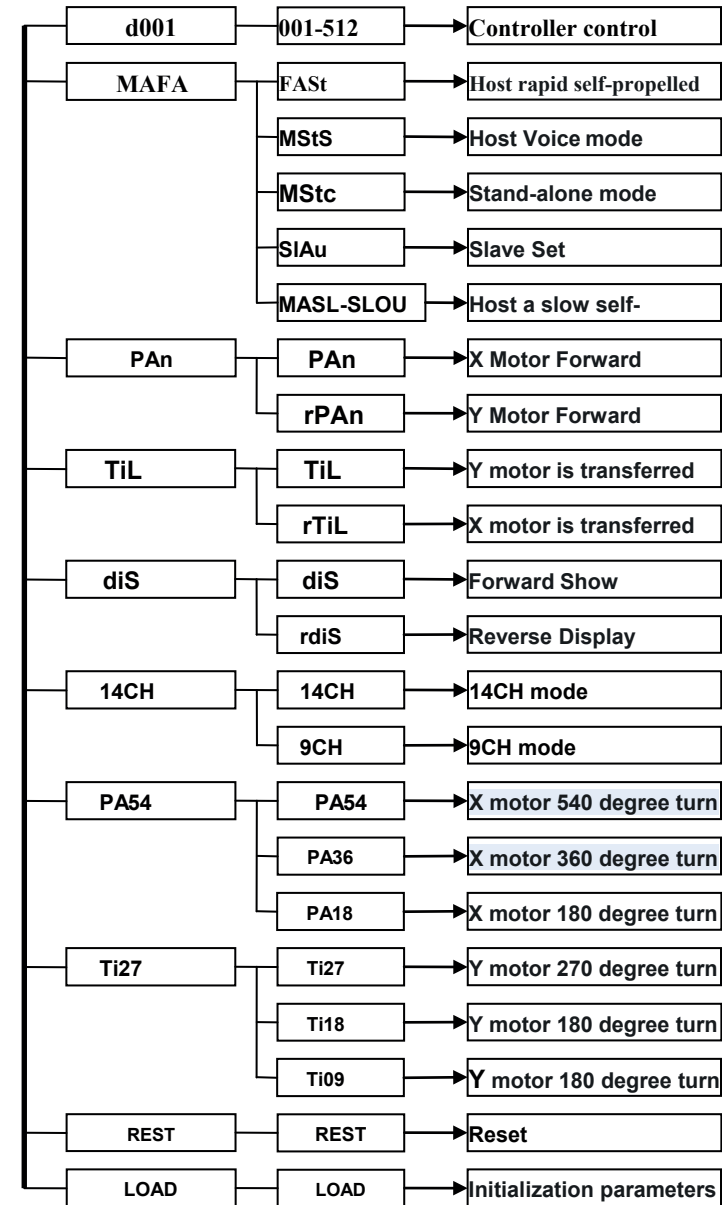 d001 001-512 Controller control
MAFA FASt Host rapid self-propelled
MStS Host Voice mode
MStc Stand-alone mode
SlAu Slave Set
MASL-SLOU Host a slow self-
PAn PAn X Motor Forward
rPAn Y Motor Forward
TiL TiL Y motor is transferred
rTiL X motor is transferred
diS diS Forward Show
rdiS Reverse Display
14CH 14CH 14CH mode
9CH 9CH mode
PA54 PA54 X motor 540 degree turn
PA36 X motor 360 degree turn
PA18 X motor 180 degree turn
Ti27 Ti27 Y motor 270 degree turn
Ti18 Y motor 180 degree turn
Ti09 Y motor 180 degree turn
REST REST Reset
LOAD LOAD Initialization parameters